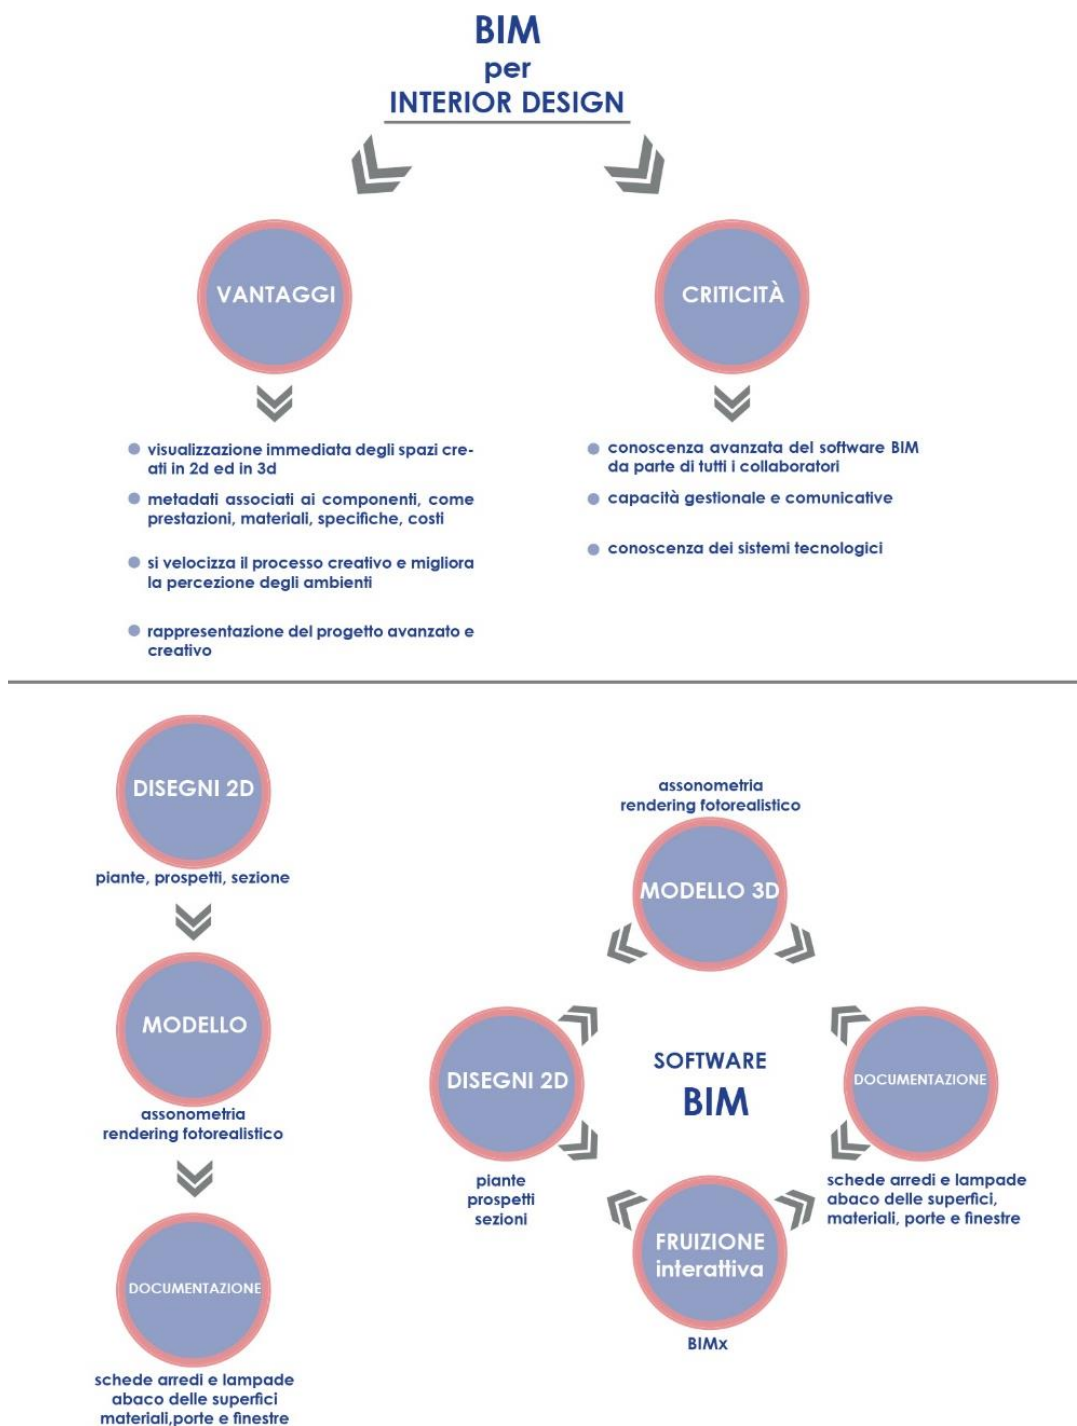 BIM
per
INTERIOR DESIGN
VANTAGGI
visualizzazione immediata degli spazi cre-
ati in 2d ed in 3d
metadati associati ai componenti, come
prestazioni, materiali, specifiche, costi
si velocizza il processo creativo e migliora
la percezione degli ambienti
rappresentazione del progetto avanzato e
creativo
CRITICITÀ
conoscenza avanzata del software BIM
da parte di tutti i collaboratori
capacità gestionale e comunicative
conoscenza dei sistemi tecnologici
DISEGNI 2D
piante, prospetti, sezione
MODELLO
assonometria
rendering fotorealistico
DOCUMENTAZIONE
schede arredi e lampade
abaco delle superfici
materiali,porte e finestre
assonometria
rendering fotorealistico
MODELLO 3D
DISEGNI 2D
piante
prospetti
sezioni
SOFTWARE
BIM
DOCUMENTAZIONE
schede arredi e lampade
abaco delle superfici,
materiali, porte e finestre
FRUIZIONE
interattiva
BIMx